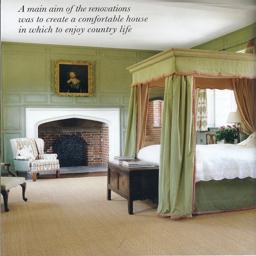 A main aim of the renovations
was to create a comfortable house
in which to enjoy country life